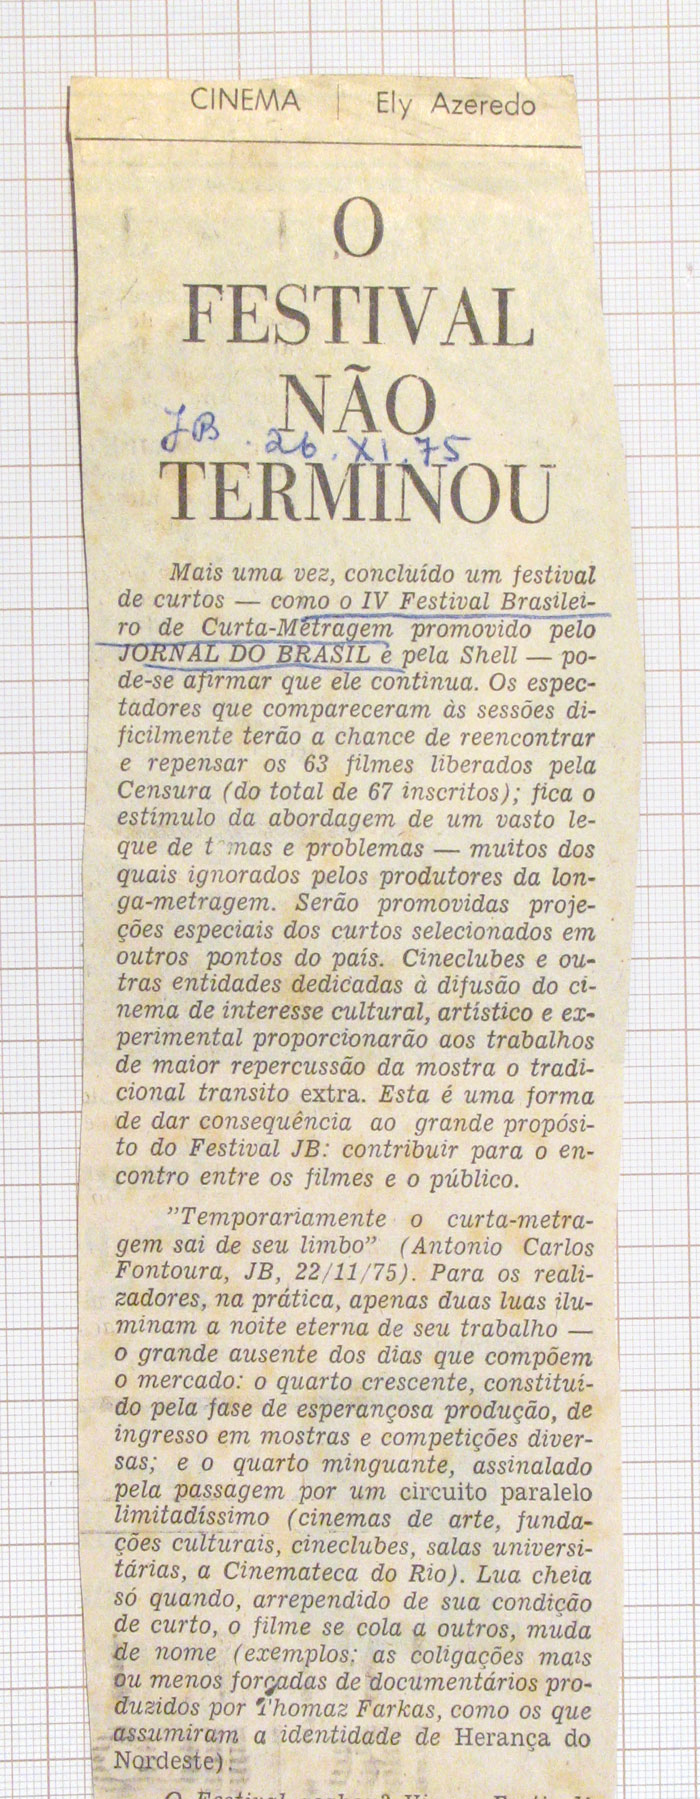 CINEMA | Ely Azeredo
O
FESTIVAL
NÃO
JB. 26.XI.75
TERMINOU
Mais uma vez, concluído um festival
de curtos — como o IV Festival Brasilei-
ro de Curta-Metragem promovido pelo
JORNAL DO BRASIL e pela Shell — po-
de-se afirmar que ele continua. Os espec-
tadores que compareceram às sessões di-
ficilmente terão a chance de reencontrar
e repensar os 63 filmes liberados pela
Censura (do total de 67 inscritos); fica o
estímulo da abordagem de um vasto le-
que de t mas e problemas — muitos dos
quais ignorados pelos produtores da lon-
ga-metragem. Serão promovidas proje-
ções especiais dos curtos selecionados em
outros pontos do país. Cineclubes e ou-
tras entidades dedicadas à difusão do ci-
nema de interesse cultural, artístico e ex-
perimental proporcionarão aos trabalhos
de maior repercussão da mostra o tradi-
cional transito extra. Esta é uma forma
de dar consequência ao grande propósi-
to do Festival JB: contribuir para o en-
contro entre os filmes e o público.
"Temporariamente o curta-metra-
gem sai de seu limbo" (Antonio Carlos
Fontoura, JB, 22/11/75). Para os reali-
zadores, na prática, apenas duas luas ilu-
minam a noite eterna de seu trabalho —
o grande ausente dos dias que compõem
o mercado: o quarto crescente, constituí-
do pela fase de esperançosa produção, de
ingresso em mostras e competições diver-
sas; e o quarto minguante, assinalado
pela passagem por um circuito paralelo
limitadíssimo (cinemas de arte, funda-
ções culturais, cineclubes, salas universi-
tárias, a Cinemateca do Rio). Lua cheia
só quando, arrependido de sua condição
de curto, o filme se cola a outros, muda
de nome (exemplos: as coligações mais
ou menos forçadas de documentários pro-
duzidos por Thomaz Farkas, como os que
assumiram a identidade de Herança do
Nordeste).
O Festival